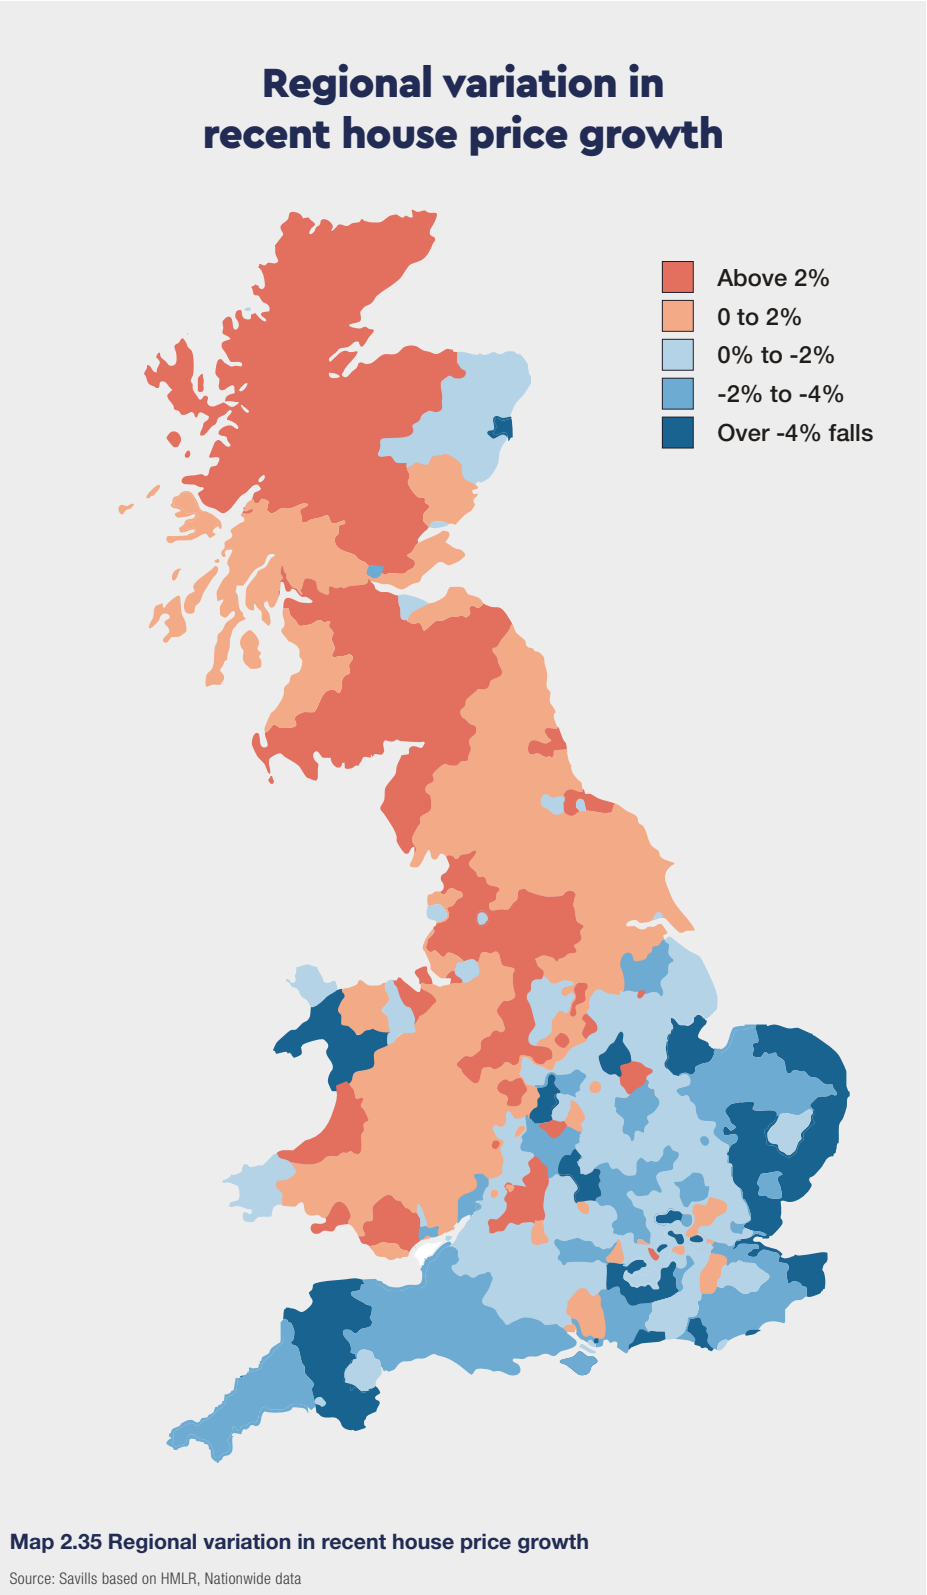 Regional variation in
recent house price growth
Above 2%
0 to 2%
0% to -2%
-2% to -4%
Over -4% falls
Map 2.35 Regional variation in recent house price growth
Source: Savills based on HMLR, Nationwide data